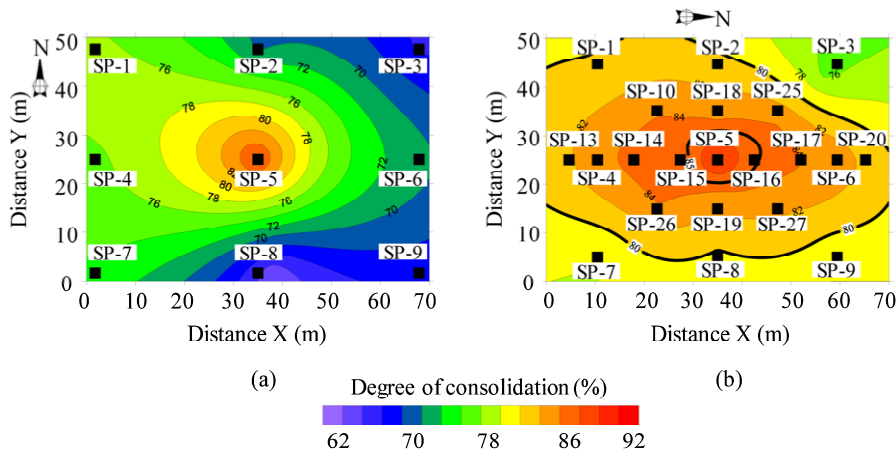 N
50
40
30
20
10
0
Distance Y (m)
SP-1
SP-2
SP-3
SP-4
SP-5
SP-6
SP-7
SP-8
SP-9
76
72
70
76
78
80
78
84
80
72
78
76
76
70
72
70
0 10 20 30 40 50 60 70
Distance X (m)
(a)
N
50
40
30
20
10
0
Distance Y (m)
SP-1
SP-2
SP-3
80
78
76
SP-10
SP-18
SP-25
82
84
82
SP-13
SP-14
SP-5
SP-17
SP-20
85
SP-4
SP-15
SP-16
SP-6
84
82
SP-26
SP-19
SP-27
80
80
SP-7
SP-8
SP-9
0 10 20 30 40 50 60 70
Distance X (m)
(b)
Degree of consolidation (%)
62 70 78 86 92